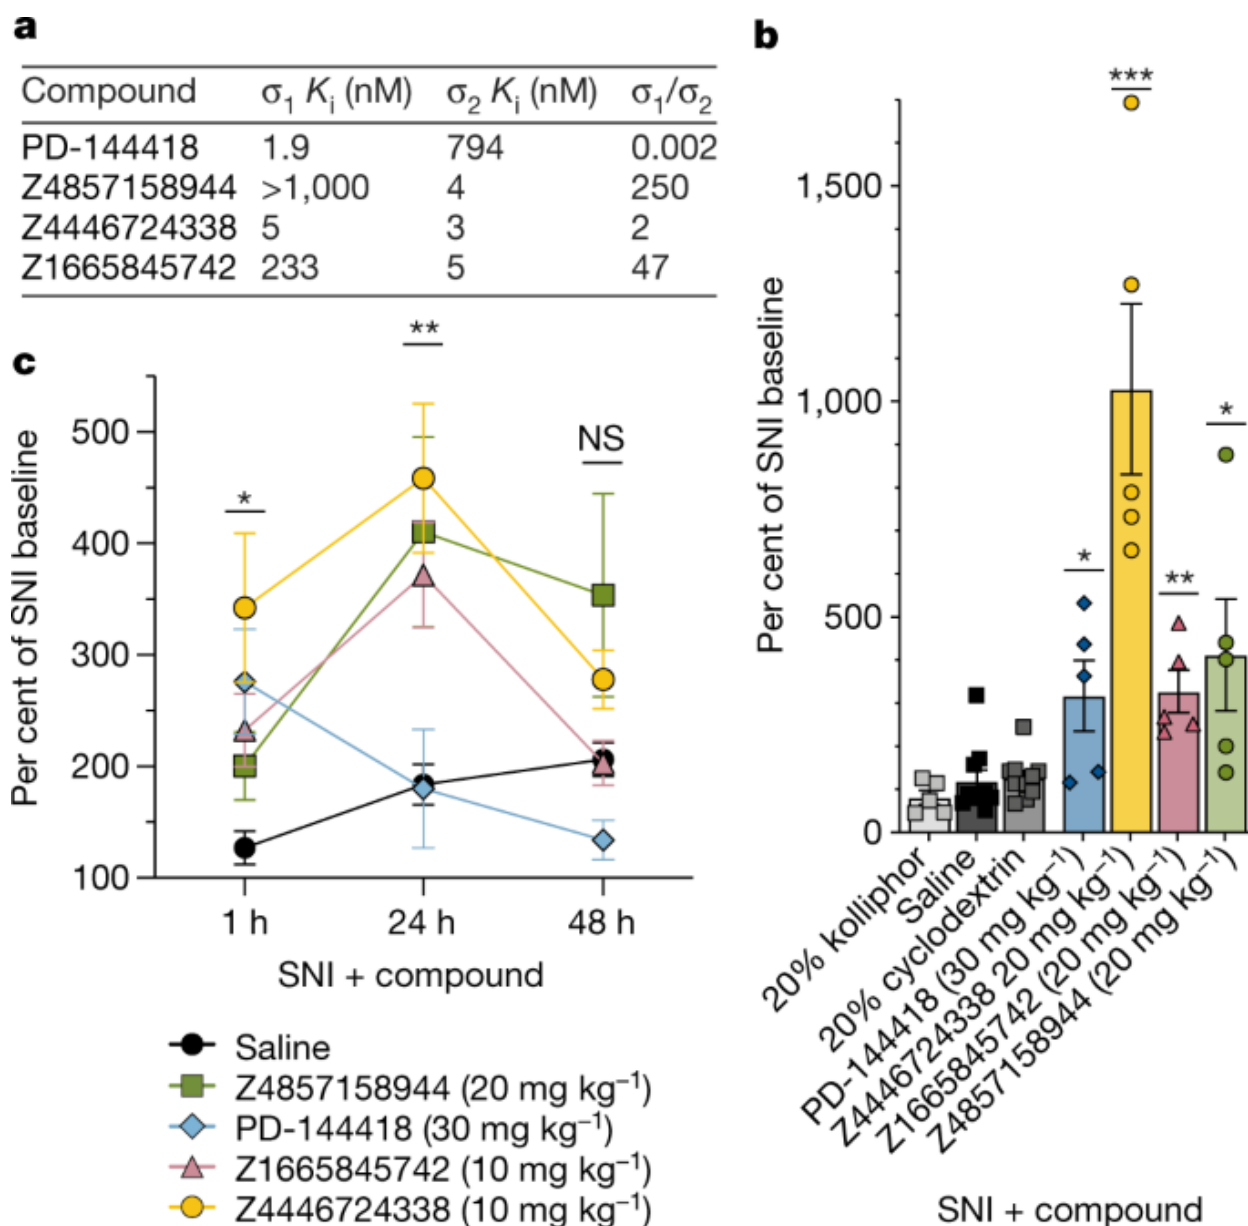 a
Compound σ1 Ki (nM) σ2 Ki (nM) σ1/σ2
PD-144418 1.9 794 0.002
Z4857158944 >1,000 4 250
Z4446724338 5 3 2
Z1665845742 233 5 47
b
Per cent of SNI baseline
1,500
1,000
500
0
***
*
**
*
20% kolliphor
Saline
20% cyclodextrin
PD-144418 (30 mg kg−1)
Z4446724338 20 mg kg−1)
Z1665845742 (20 mg kg−1)
Z4857158944 (20 mg kg−1)
SNI + compound
c
Per cent of SNI baseline
500
400
300
200
100
*
**
NS
1 h 24 h 48 h
SNI + compound
Saline
Z4857158944 (20 mg kg−1)
PD-144418 (30 mg kg−1)
Z1665845742 (10 mg kg−1)
Z4446724338 (10 mg kg−1)